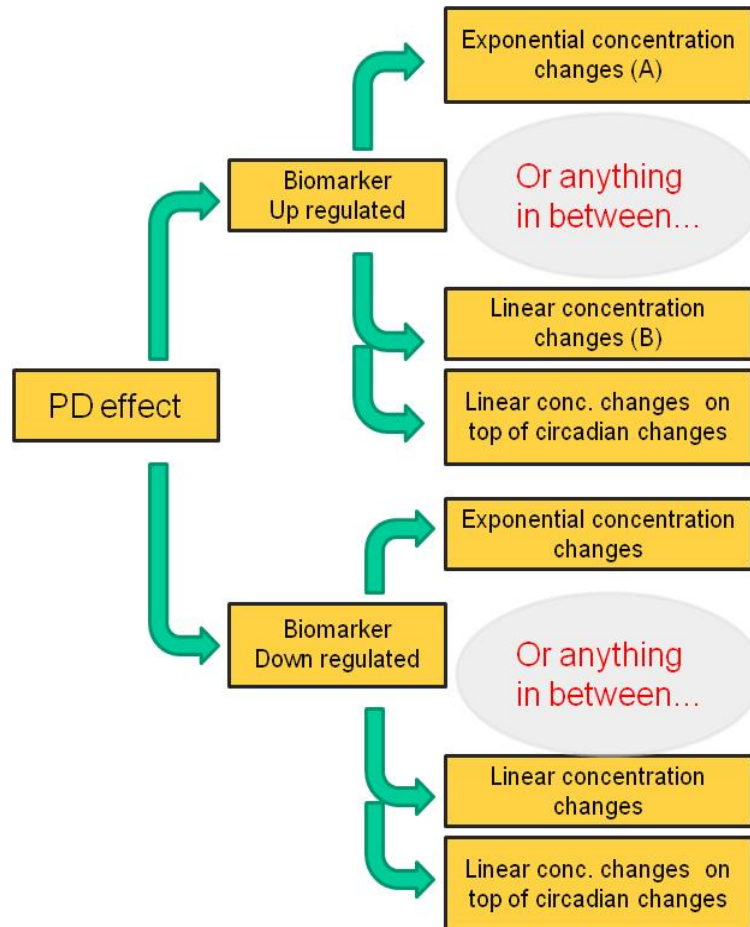 Exponential concentration
changes (A)
Biomarker
Up regulated
Or anything
in between...
Linear concentration
changes (B)
PD effect
Linear conc. changes on
top of circadian changes
Exponential concentration
changes
Biomarker
Down regulated
Or anything
in between...
Linear concentration
changes
Linear conc. changes on
top of circadian changes